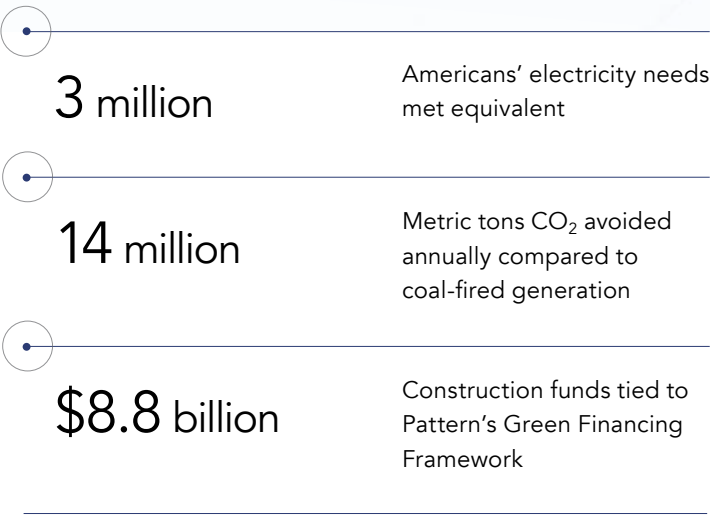 3 million
Americans’ electricity needs
met equivalent
14 million
Metric tons CO₂ avoided
annually compared to
coal-fired generation
$8.8 billion
Construction funds tied to
Pattern’s Green Financing
Framework